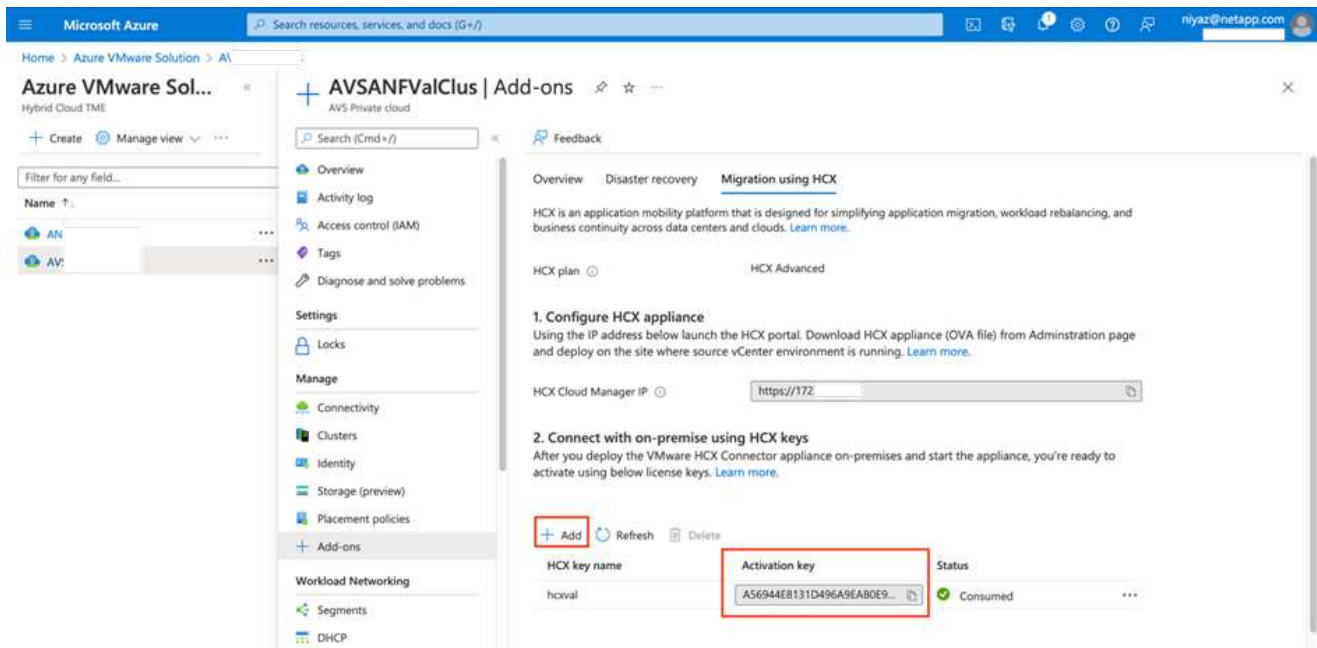 Microsoft Azure
Search resources, services, and docs (G+/)
niyaz@netapp.com
Home > Azure VMware Solution > A\
Azure VMware Sol...
Hybrid Cloud TME
+ Create
Manage view
...
Filter for any field...
Name ↑
AN
...
AV:
...
AVSANFValClus | Add-ons
...
AVS Private cloud
Search (Cmd+/)
Overview
Activity log
Access control (IAM)
Tags
Diagnose and solve problems
Settings
Locks
Manage
Connectivity
Clusters
Identity
Storage (preview)
Placement policies
+ Add-ons
Workload Networking
Segments
DHCP
Feedback
Overview Disaster recovery Migration using HCX
HCX is an application mobility platform that is designed for simplifying application migration, workload rebalancing, and
business continuity across data centers and clouds. Learn more.
HCX plan
HCX Advanced
1. Configure HCX appliance
Using the IP address below launch the HCX portal. Download HCX appliance (OVA file) from Adminstration page
and deploy on the site where source vCenter environment is running. Learn more.
HCX Cloud Manager IP
https://172
2. Connect with on-premise using HCX keys
After you deploy the VMware HCX Connector appliance on-premises and start the appliance, you're ready to
activate using below license keys. Learn more.
+ Add Refresh Delete
HCX key name Activation key Status
hcxval A56944E8131D496A9EAB0E9... Consumed ...